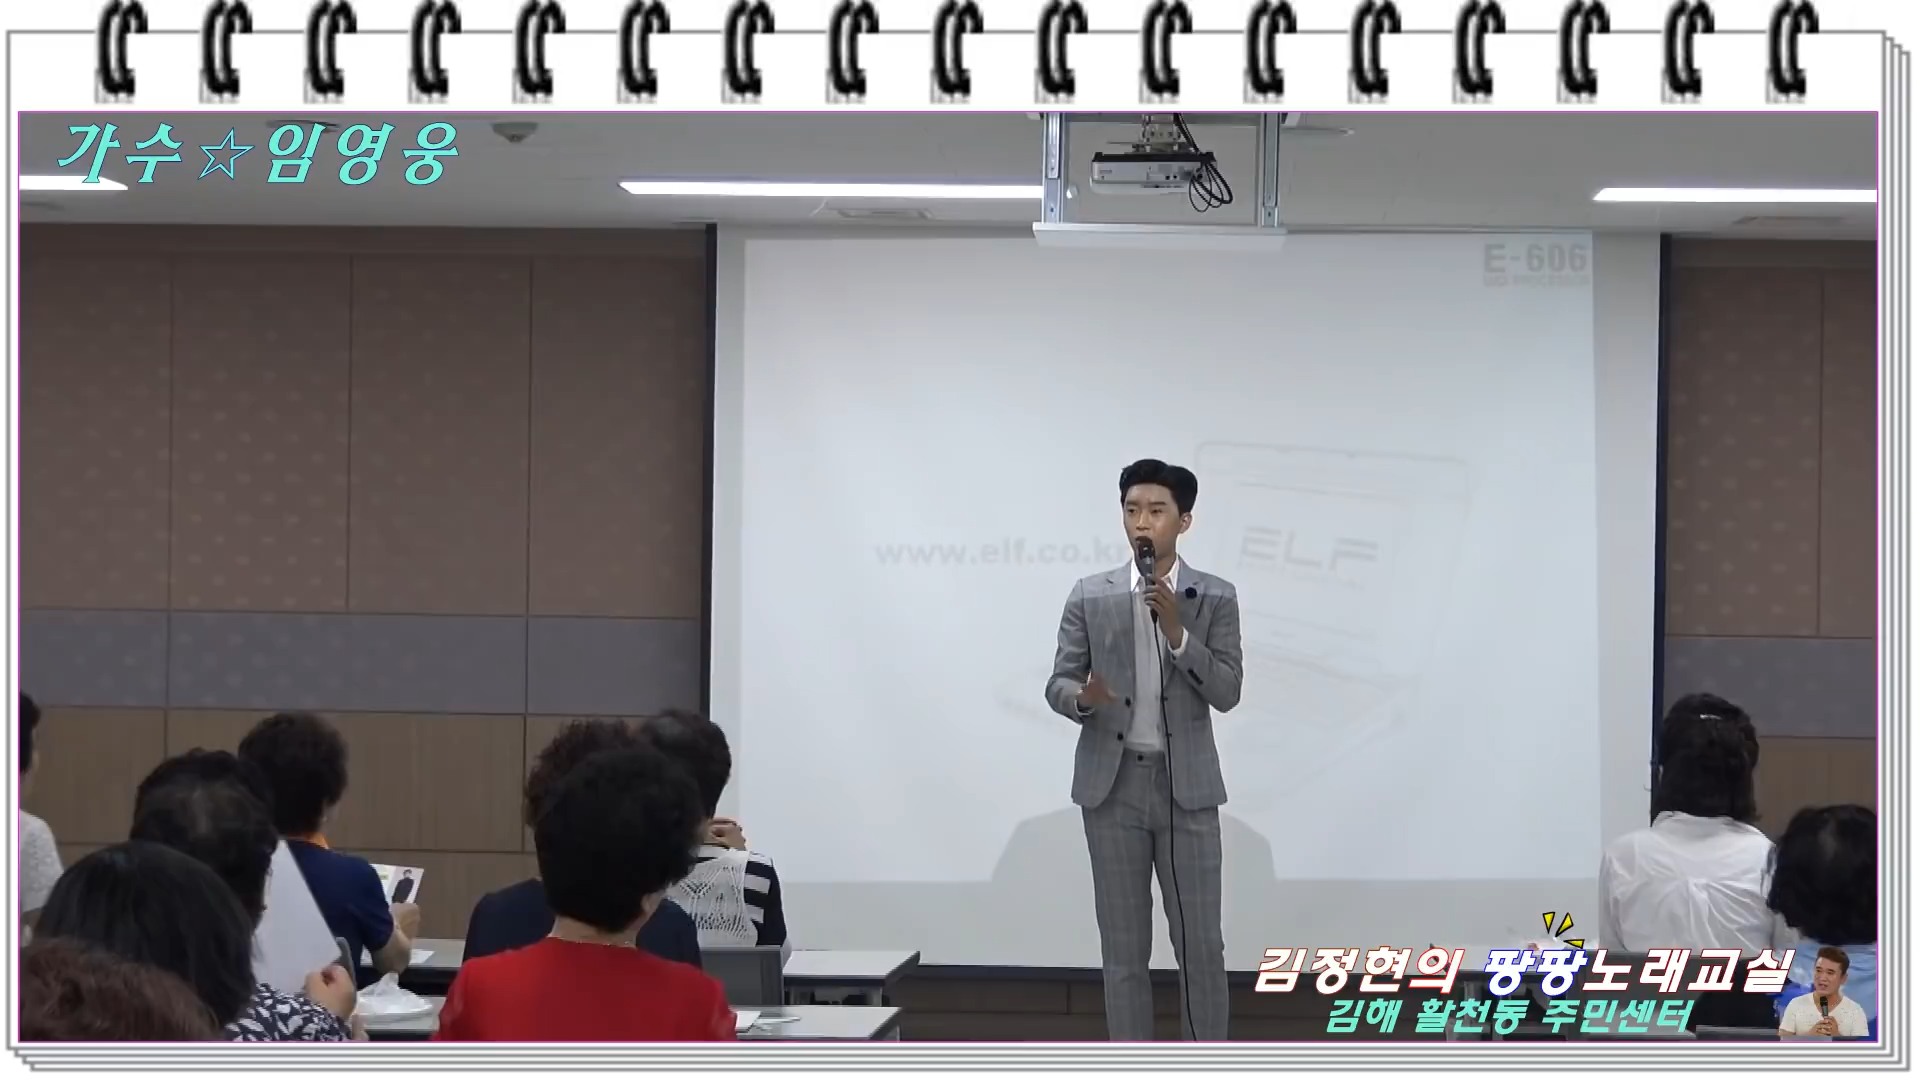 가수☆임영웅
E-606
www.elf.co.kr
ELF
김정현의 팡팡노래교실
김해 활천동 주민센터